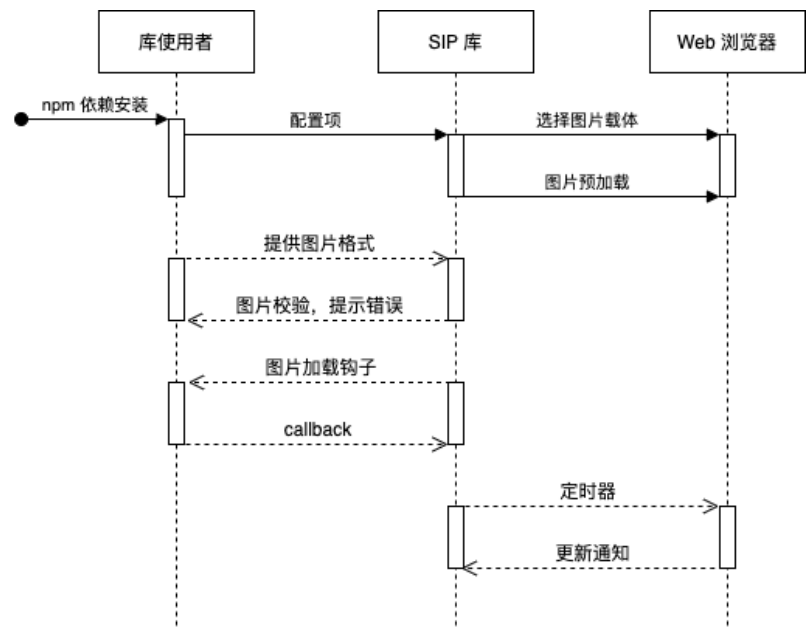 库使用者
SIP 库
Web 浏览器
npm 依赖安装
配置项
选择图片载体
图片预加载
提供图片格式
图片校验，提示错误
图片加载钩子
callback
定时器
更新通知